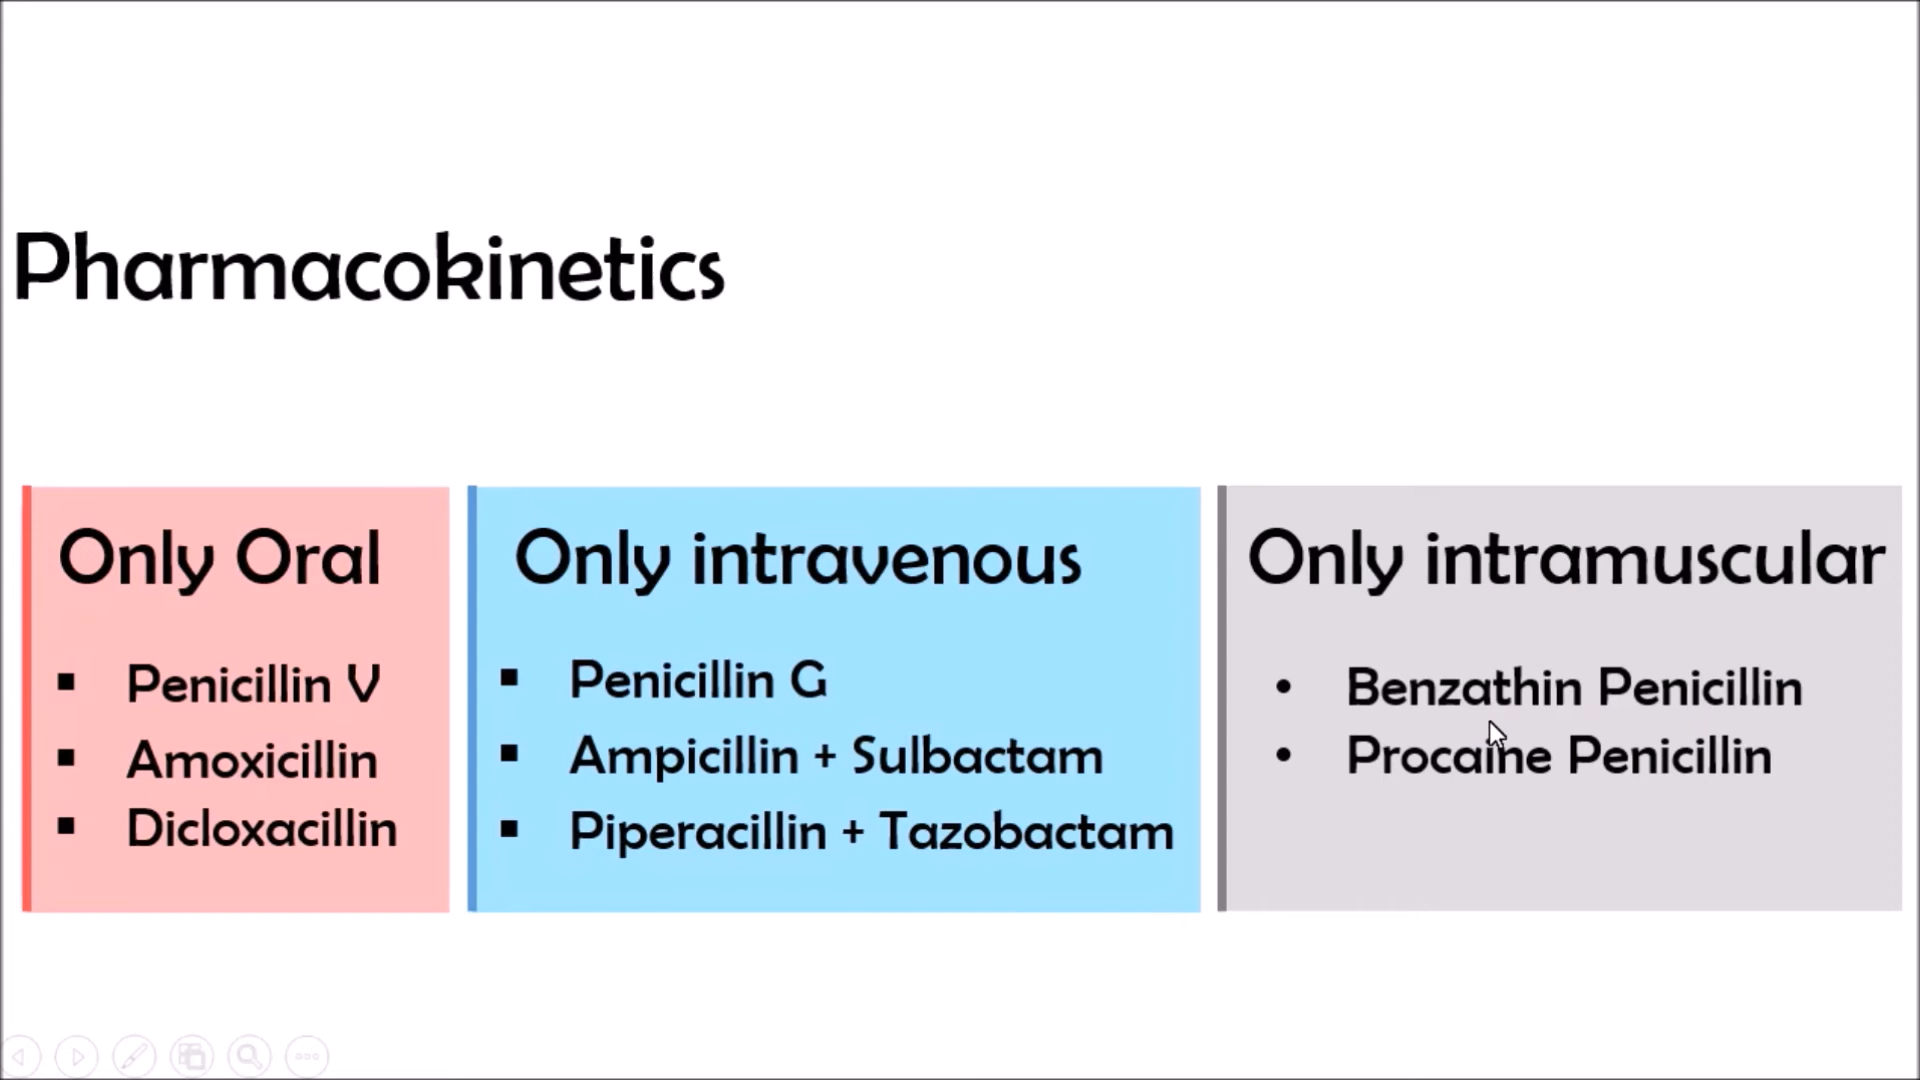 Pharmacokinetics
Only Oral
▪ Penicillin V
▪ Amoxicillin
▪ Dicloxacillin
Only intravenous
▪ Penicillin G
▪ Ampicillin + Sulbactam
▪ Piperacillin + Tazobactam
Only intramuscular
• Benzathin Penicillin
• Procaine Penicillin